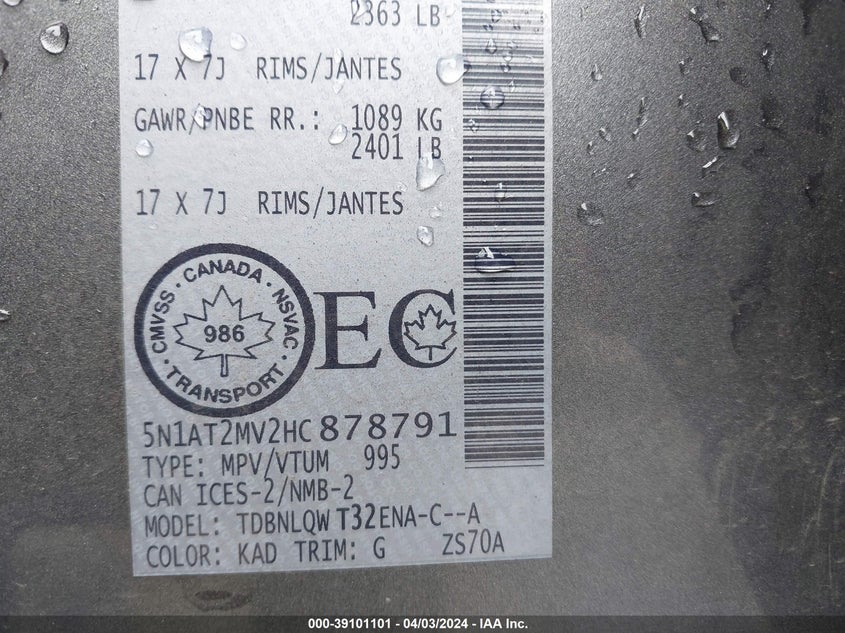 2363 LB
17 X 7J RIMS/JANTES
GAWR/PNBE RR.: 1089 KG
2401 LB
17 X 7J RIMS/JANTES
CMVSS · CANADA · NSVAC · TRANSPORT ·
986
EC
5N1AT2MV2HC878791
TYPE: MPV/VTUM 995
CAN ICES-2/NMB-2
MODEL: TDBNLQW T32ENA-C--A
COLOR: KAD TRIM: G ZS70A
000-39101101 - 04/03/2024 - IAA Inc.